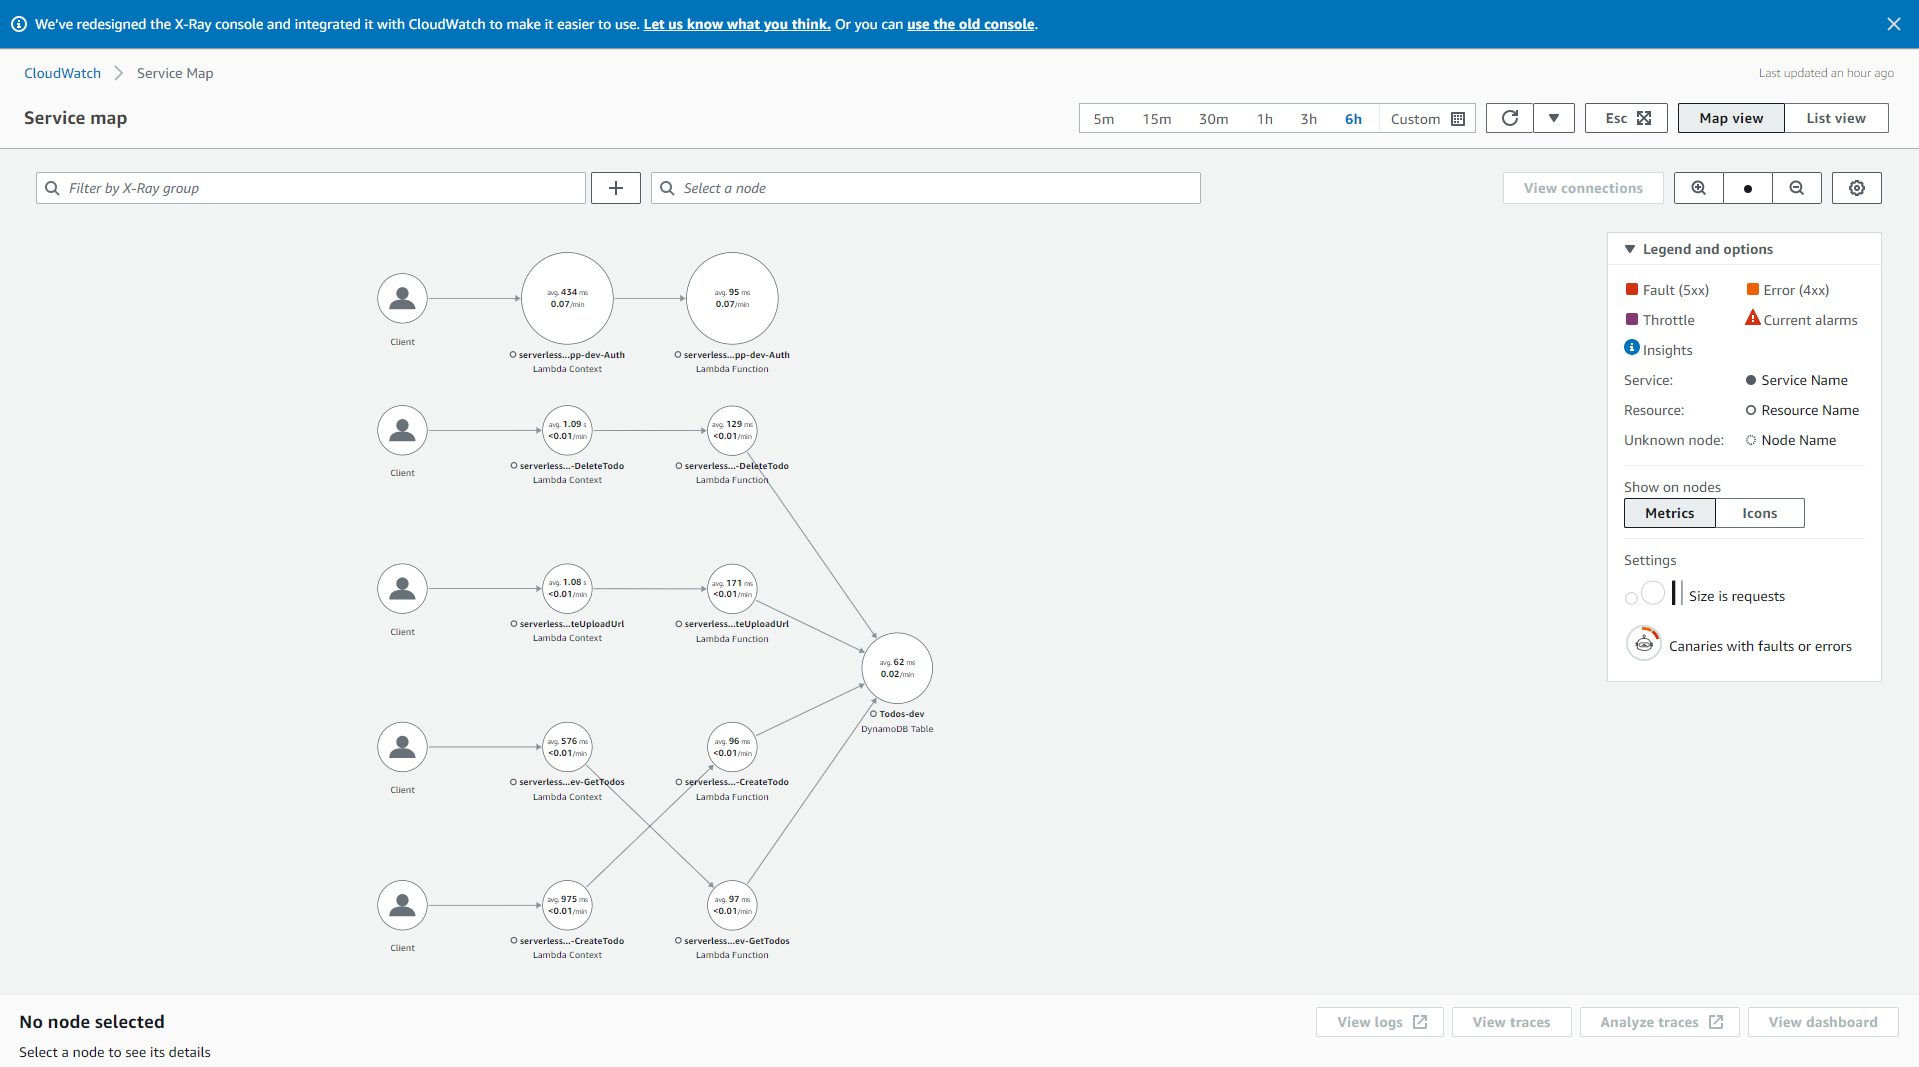 We've redesigned the X-Ray console and integrated it with CloudWatch to make it easier to use. Let us know what you think. Or you can use the old console.
CloudWatch
Service Map
Last updated an hour ago
Service map
5m 15m 30m 1h 3h 6h Custom
Esc
Map view List view
Filter by X-Ray group
Select a node
View connections
Legend and options
Fault (5xx) Error (4xx)
Throttle Current alarms
Insights
Service: Service Name
Resource: Resource Name
Unknown node: Node Name
Show on nodes
Metrics Icons
Settings
Size is requests
Canaries with faults or errors
avg. 434 ms
0.07/min
avg. 95 ms
0.07/min
Client
serverless...pp-dev-Auth
Lambda Context
serverless...pp-dev-Auth
Lambda Function
avg. 1.09 s
<0.01/min
avg. 129 ms
<0.01/min
Client
serverless...-DeleteTodo
Lambda Context
serverless...-DeleteTodo
Lambda Function
avg. 1.08 s
<0.01/min
avg. 171 ms
<0.01/min
Client
serverless...teUploadUrl
Lambda Context
serverless...teUploadUrl
Lambda Function
avg. 62 ms
0.02/min
Todos-dev
DynamoDB Table
avg. 576 ms
<0.01/min
avg. 96 ms
<0.01/min
Client
serverless...ev-GetTodos
Lambda Context
serverless...-CreateTodo
Lambda Function
avg. 975 ms
<0.01/min
avg. 97 ms
<0.01/min
Client
serverless...-CreateTodo
Lambda Context
serverless...ev-GetTodos
Lambda Function
No node selected
Select a node to see its details
View logs
View traces
Analyze traces
View dashboard